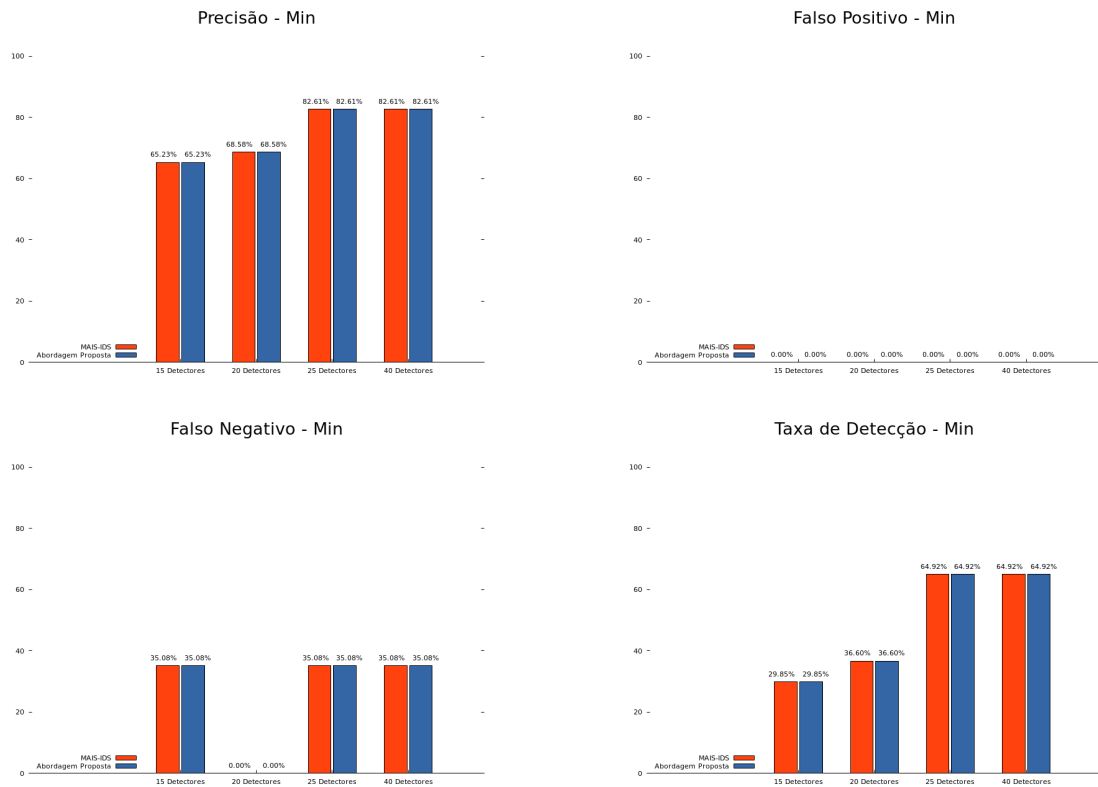 Precisão - Min
100
80
60
40
20
0
65.23% 65.23%
68.58% 68.58%
82.61% 82.61%
82.61% 82.61%
MAIS-IDS
Abordagem Proposta
15 Detectores
20 Detectores
25 Detectores
40 Detectores
Falso Positivo - Min
100
80
60
40
20
0
0.00% 0.00%
0.00% 0.00%
0.00% 0.00%
0.00% 0.00%
MAIS-IDS
Abordagem Proposta
15 Detectores
20 Detectores
25 Detectores
40 Detectores
Falso Negativo - Min
100
80
60
40
20
0
35.08% 35.08%
0.00% 0.00%
35.08% 35.08%
35.08% 35.08%
MAIS-IDS
Abordagem Proposta
15 Detectores
20 Detectores
25 Detectores
40 Detectores
Taxa de Detecção - Min
100
80
60
40
20
0
29.85% 29.85%
36.60% 36.60%
64.92% 64.92%
64.92% 64.92%
MAIS-IDS
Abordagem Proposta
15 Detectores
20 Detectores
25 Detectores
40 Detectores